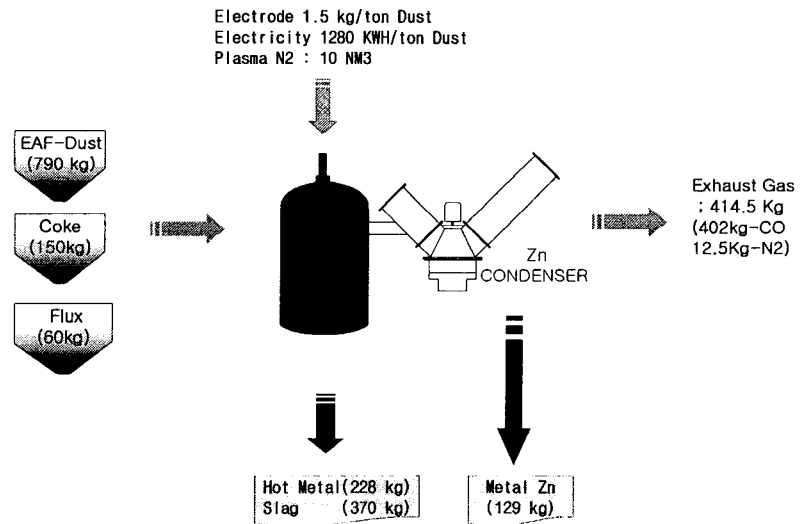 Electrode 1.5 kg/ton Dust
Electricity 1280 KWH/ton Dust
Plasma N2 : 10 NM3
EAF-Dust
(790 kg)
Coke
(150kg)
Flux
(60kg)
Zn
CONDENSER
Exhaust Gas
: 414.5 Kg
(402kg-CO
12.5Kg-N2)
Hot Metal(228 kg)
Slag (370 kg)
Metal Zn
(129 kg)